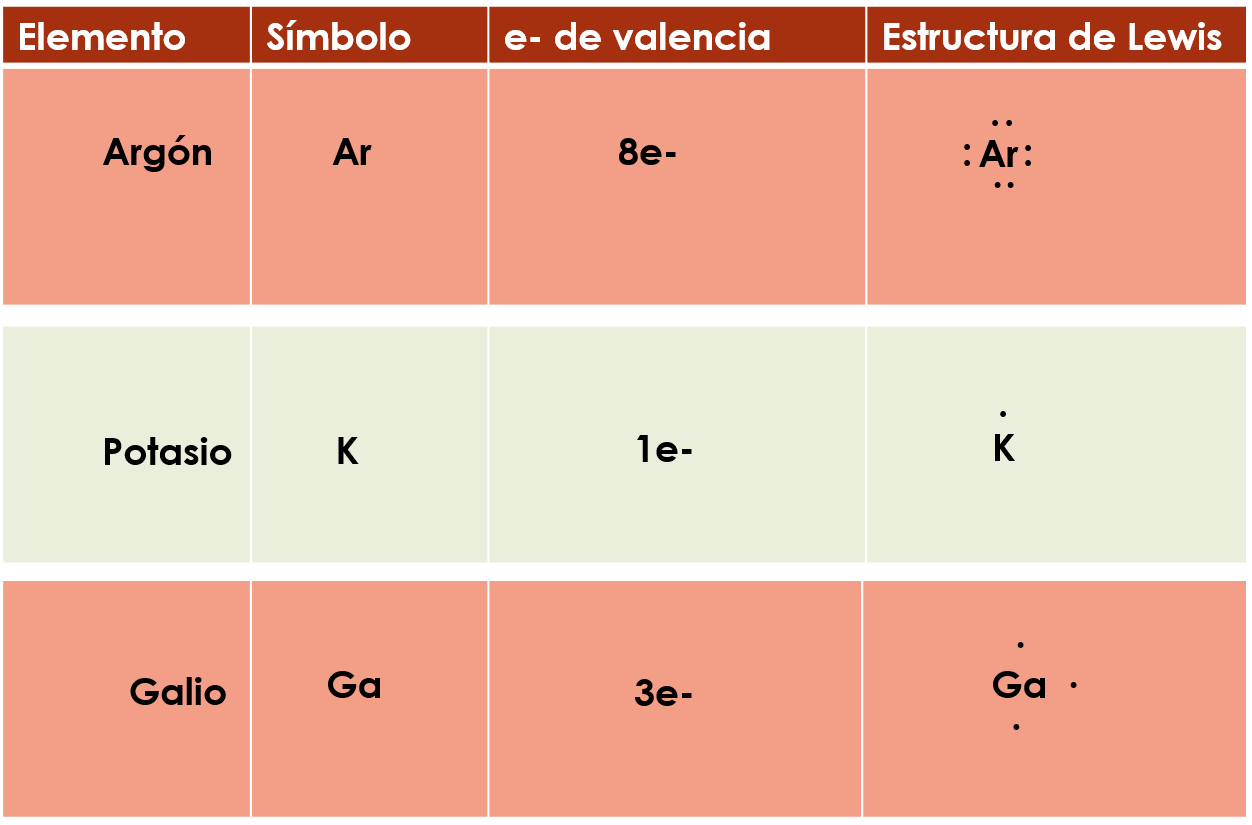 Elemento Símbolo e- de valencia Estructura de Lewis
Argón Ar 8e- :Ar:
Potasio K 1e- K
Galio Ga 3e- Ga